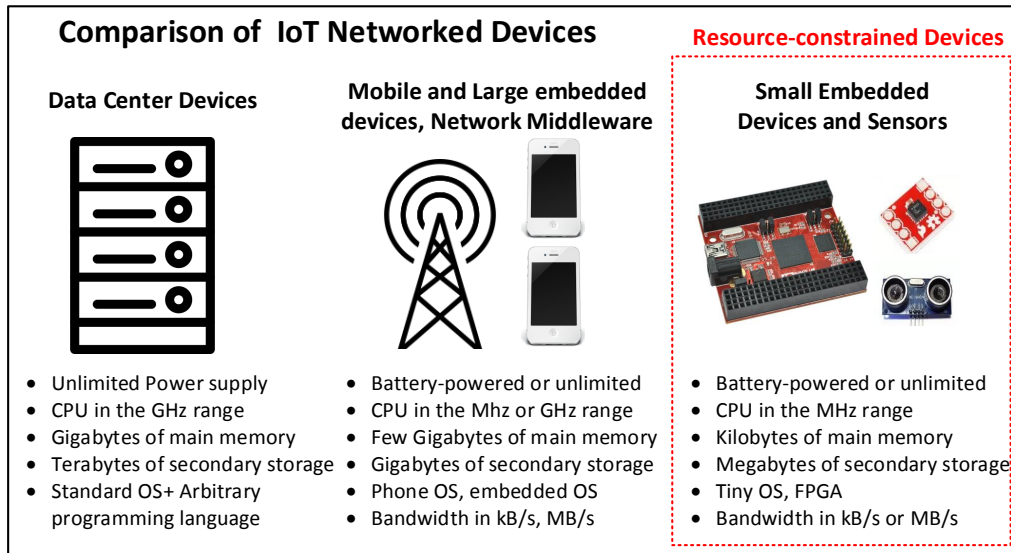 Comparison of IoT Networked Devices
Resource-constrained Devices
Data Center Devices
• Unlimited Power supply
• CPU in the GHz range
• Gigabytes of main memory
• Terabytes of secondary storage
• Standard OS+ Arbitrary
programming language
Mobile and Large embedded
devices, Network Middleware
• Battery-powered or unlimited
• CPU in the Mhz or GHz range
• Few Gigabytes of main memory
• Gigabytes of secondary storage
• Phone OS, embedded OS
• Bandwidth in kB/s, MB/s
Small Embedded
Devices and Sensors
• Battery-powered or unlimited
• CPU in the MHz range
• Kilobytes of main memory
• Megabytes of secondary storage
• Tiny OS, FPGA
• Bandwidth in kB/s or MB/s